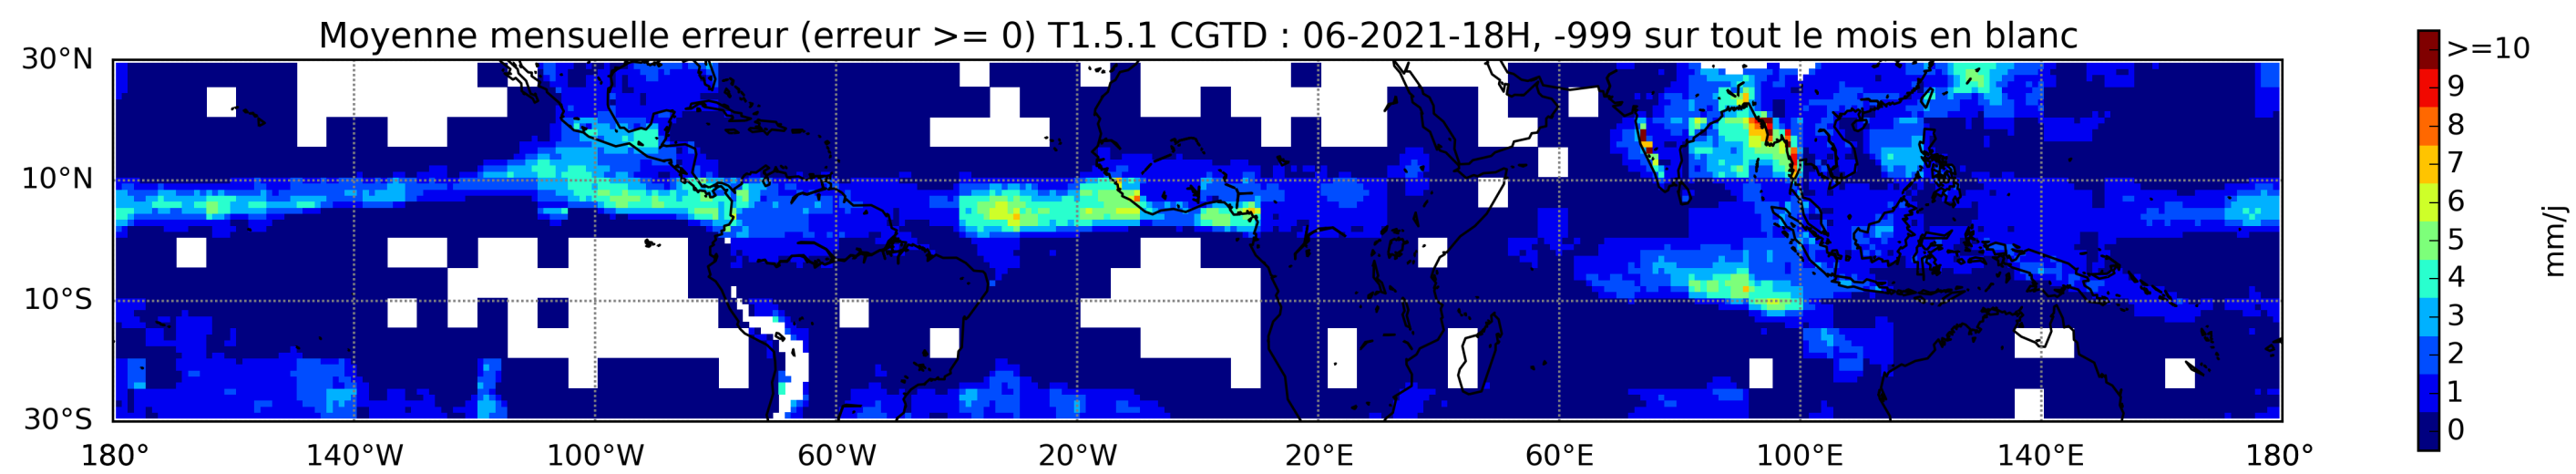 Moyenne mensuelle erreur (erreur >= 0) T1.5.1 CGTD : 06-2021-18H, -999 sur tout le mois en blanc
30°N
10°N
10°S
30°S
180°
140°W
100°W
60°W
20°W
20°E
60°E
100°E
140°E
180°
>=10
9
8
7
6
5
4
3
2
1
0
mm/j